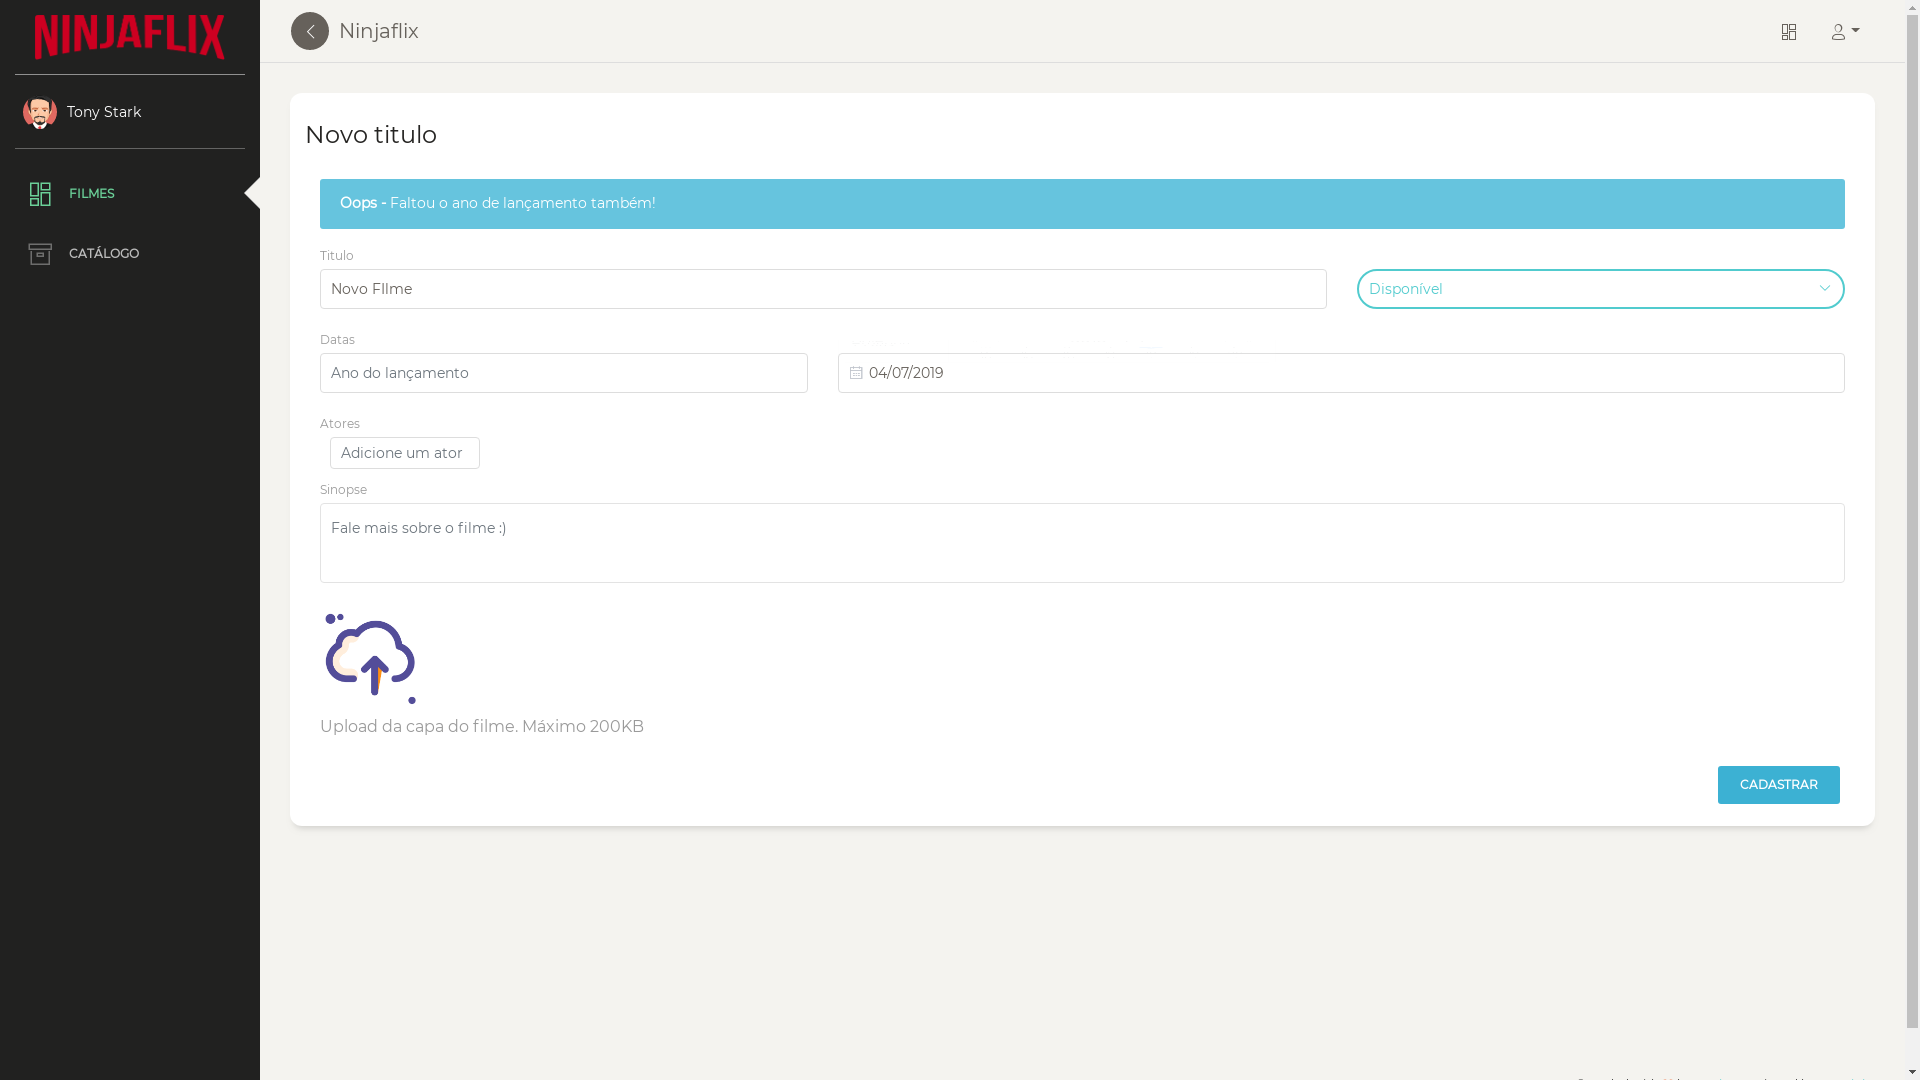 NINJAFLIX
Ninjaflix
Tony Stark
FILMES
CATÁLOGO
Novo titulo
Oops - Faltou o ano de lançamento também!
Titulo
Novo FIlme
Disponível
Datas
Ano do lançamento
04/07/2019
Atores
Adicione um ator
Sinopse
Fale mais sobre o filme :)
Upload da capa do filme. Máximo 200KB
CADASTRAR